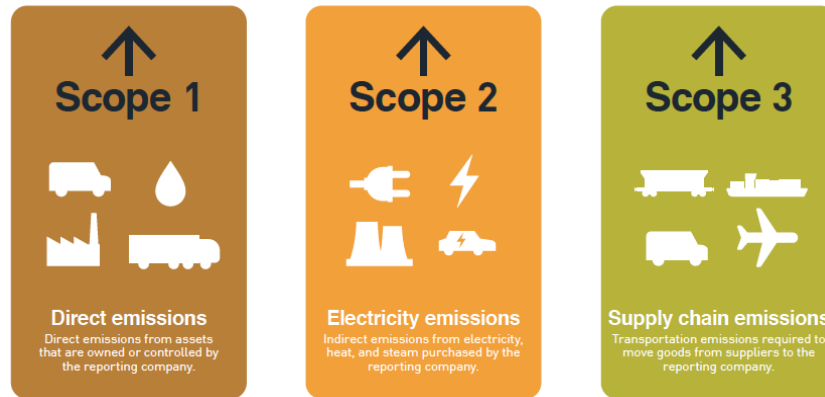 Scope 1
Direct emissions
Direct emissions from assets
that are owned or controlled by
the reporting company.
Scope 2
Electricity emissions
Indirect emissions from electricity,
heat, and steam purchased by the
reporting company.
Scope 3
Supply chain emissions
Transportation emissions required to
move goods from suppliers to the
reporting company.